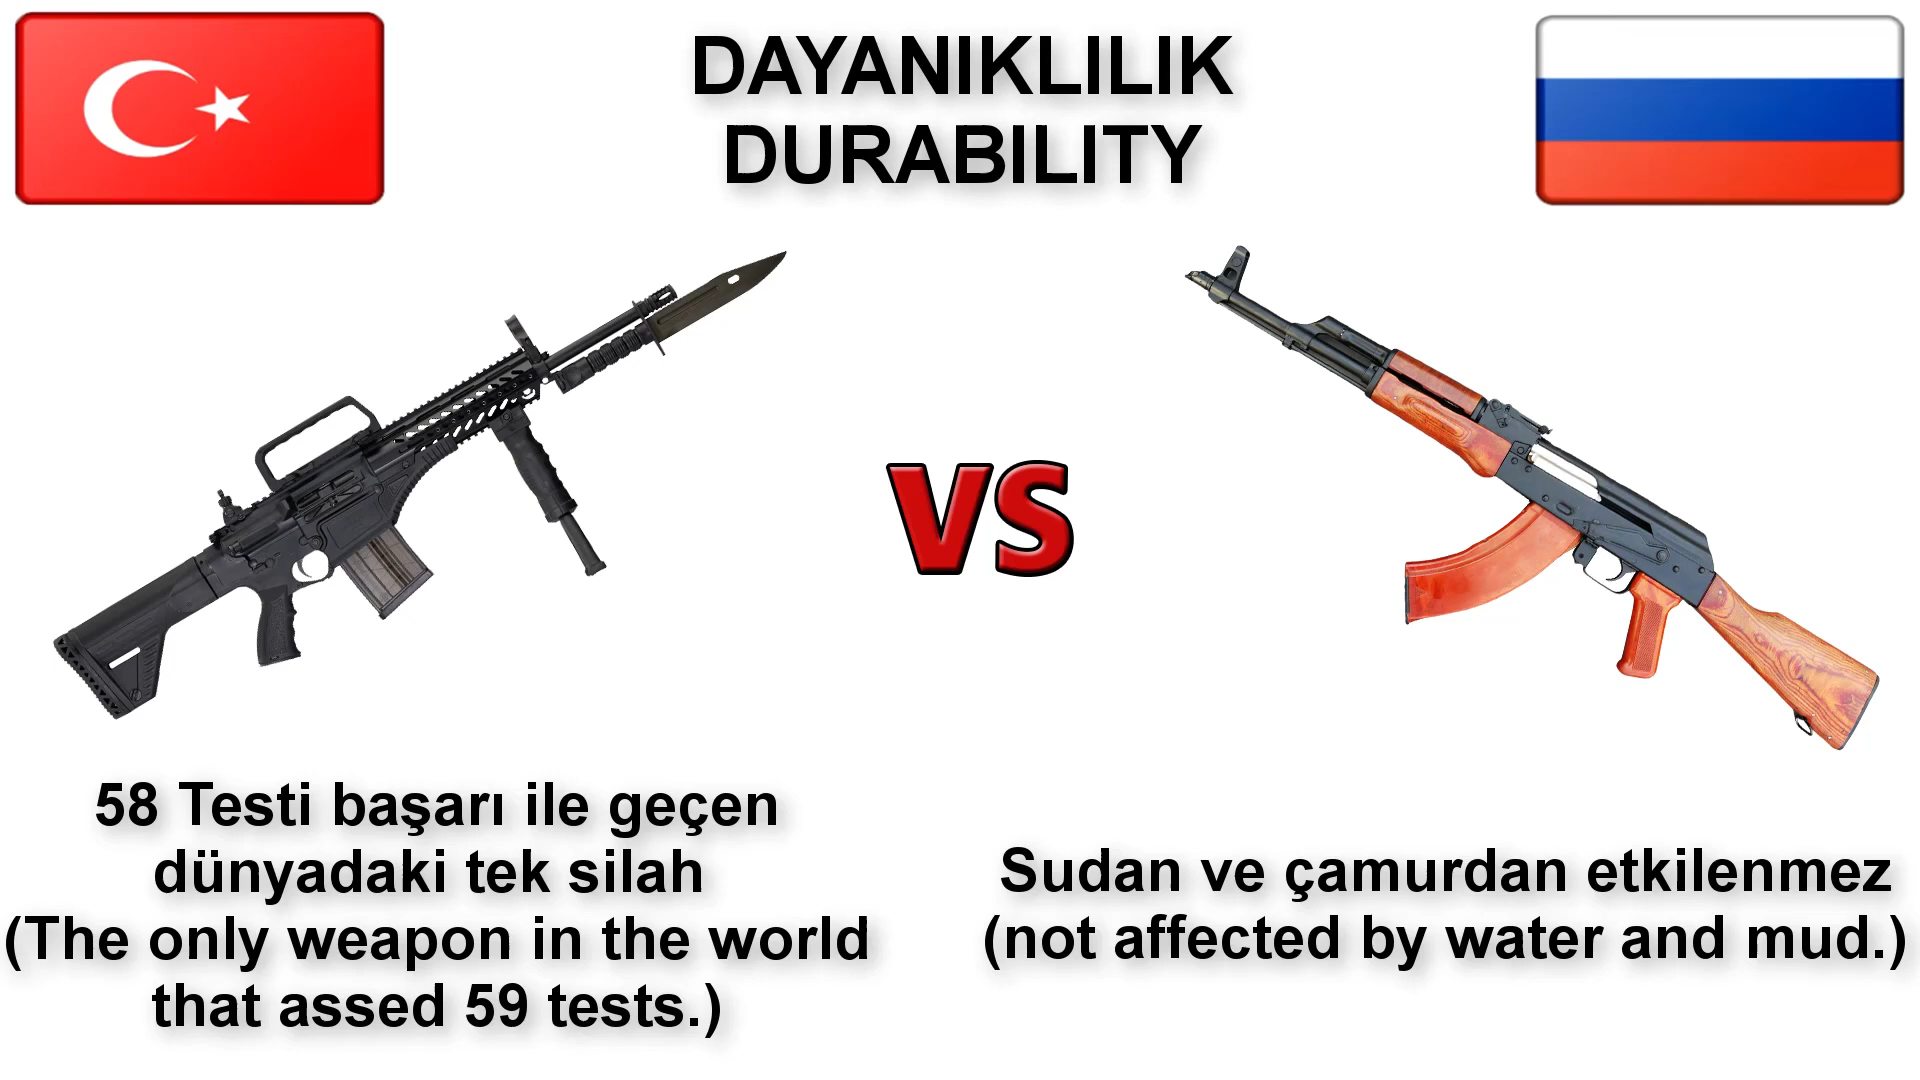 DAYANIKLILIK
DURABILITY
VS
58 Testi başarı ile geçen
dünyadaki tek silah
(The only weapon in the world
that assed 59 tests.)
Sudan ve çamurdan etkilenmez
(not affected by water and mud.)